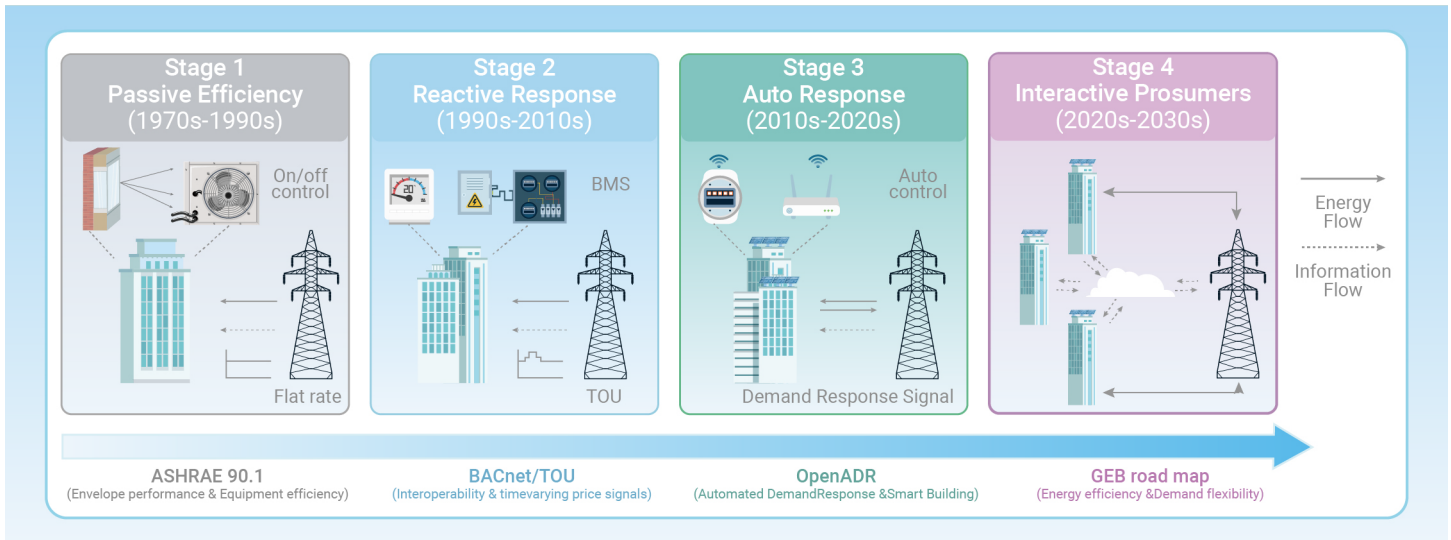 Stage 1
Passive Efficiency
(1970s-1990s)
On/off
control
Flat rate
Stage 2
Reactive Response
(1990s-2010s)
20°
BMS
TOU
Stage 3
Auto Response
(2010s-2020s)
Auto
control
Demand Response Signal
Stage 4
Interactive Prosumers
(2020s-2030s)
Energy
Flow
Information
Flow
ASHRAE 90.1
(Envelope performance & Equipment efficiency)
BACnet/TOU
(Interoperability & timevarying price signals)
OpenADR
(Automated DemandResponse &Smart Building)
GEB road map
(Energy efficiency &Demand flexibility)